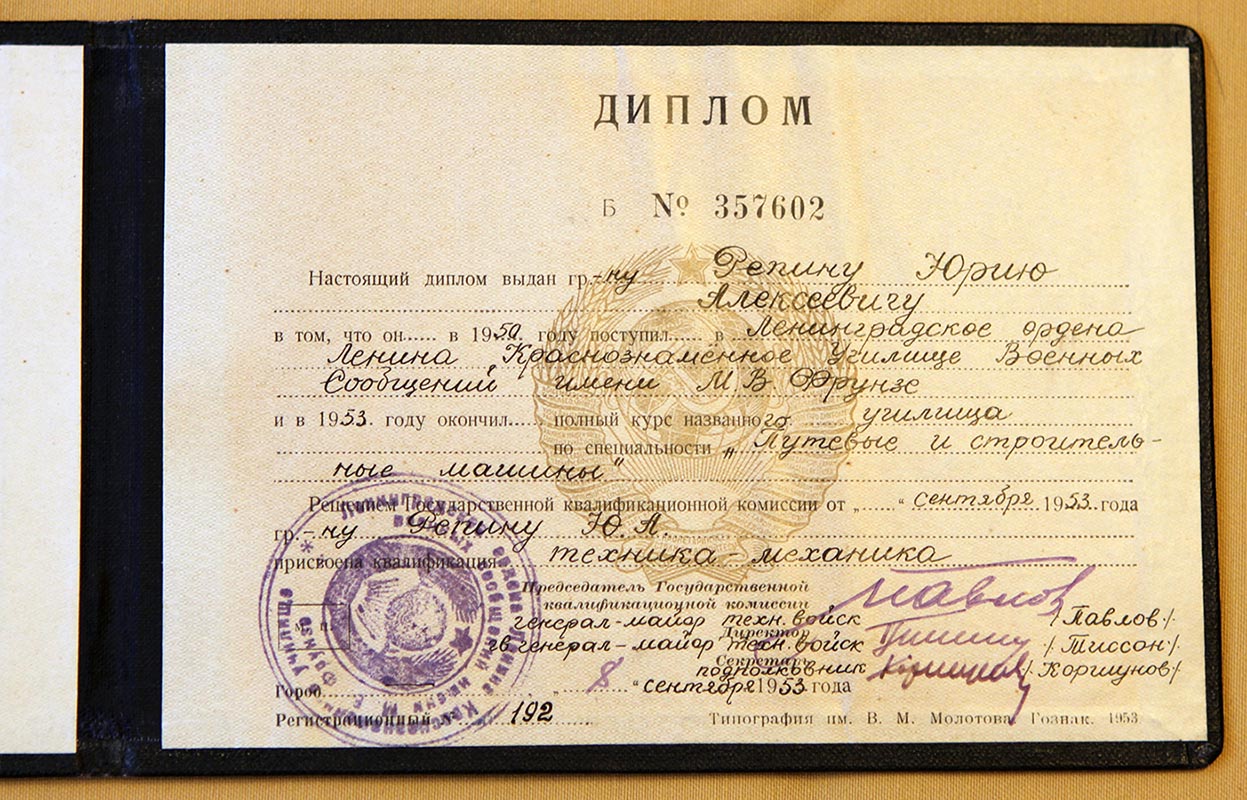 ДИПЛОМ
Б № 357602
Настоящий диплом выдан гр.-ну Репину Юрию
Алексеевичу
в том, что он в 1950 году поступил в Ленинградское ордена
Ленина Краснознамённое Училище Военных
Сообщений имени М В Фрунзе
и в 1953. году окончил полный курс названного училища
по специальности „Путевые и строитель-
ные машины"
Решением Государственной квалификационной комиссии от „ " сентября 1953 года
гр.-ну Репину Ю. А.
присвоена квалификация техника-механика
Председатель Государственной
квалификационной комиссии
генерал-майор техн. войск Павлов /Павлов/.
Директор
гв. генерал-майор техн. войск /Тиссон/.
Секретарь
подполковник /Коршунов/
Город „ 8 " сентября 1953 года
Регистрационный 192
Типография им. В. М. Молотова Гознак. 1953